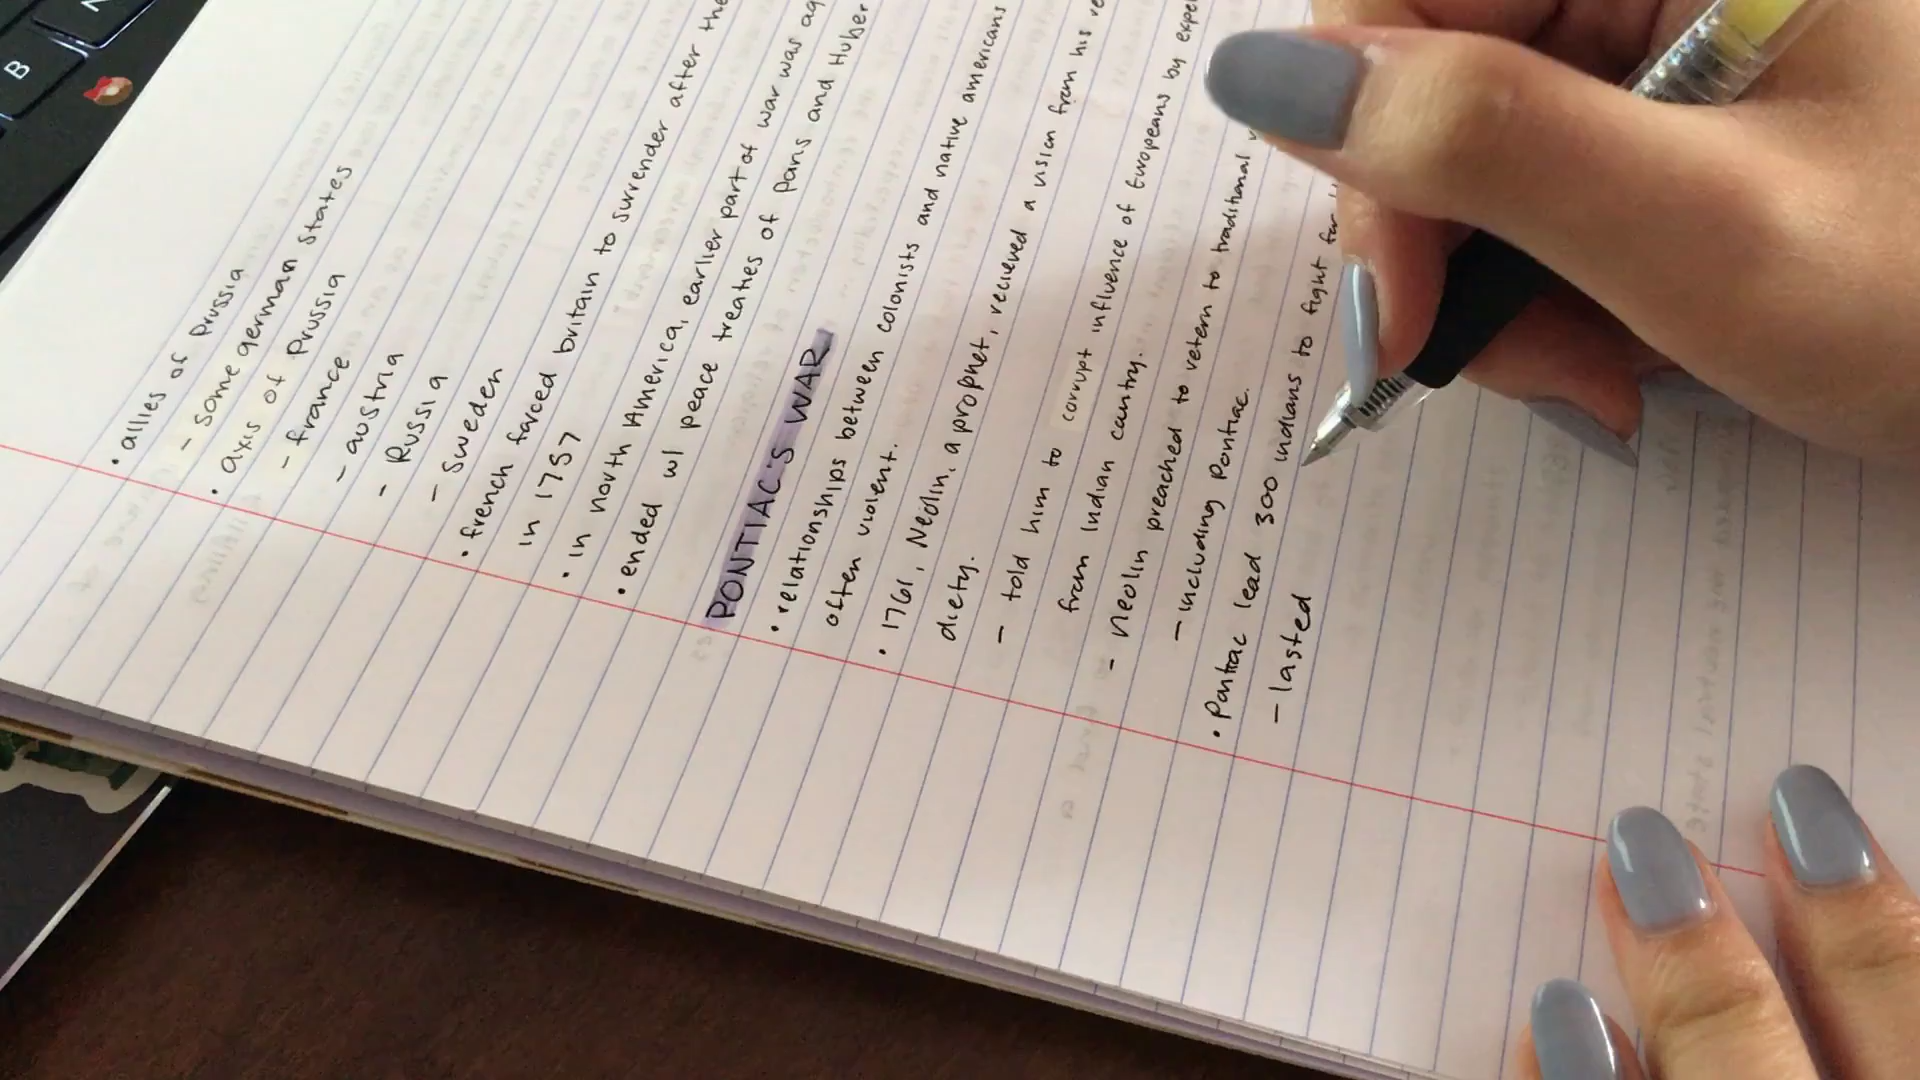 B
N
• allies of Prussia
- some german states
• axis of Prussia
- france
- austria
- Russia
- Sweden
• french forced britain to surrender after the
in 1757
• in north America, earlier part of war was
• ended w/ peace treaties of Paris and Huber
PONTIAC'S WAR
• relationships between colonists and native americans
often violent.
• 1761, Neolin, a prophet, recieved a vision from his
diety.
- told him to corrupt influence of Europeans by
from Indian country.
- Neolin preached to retern to traditional
- including Pontiac.
• Pontiac lead 300 indians to fight for
- lasted